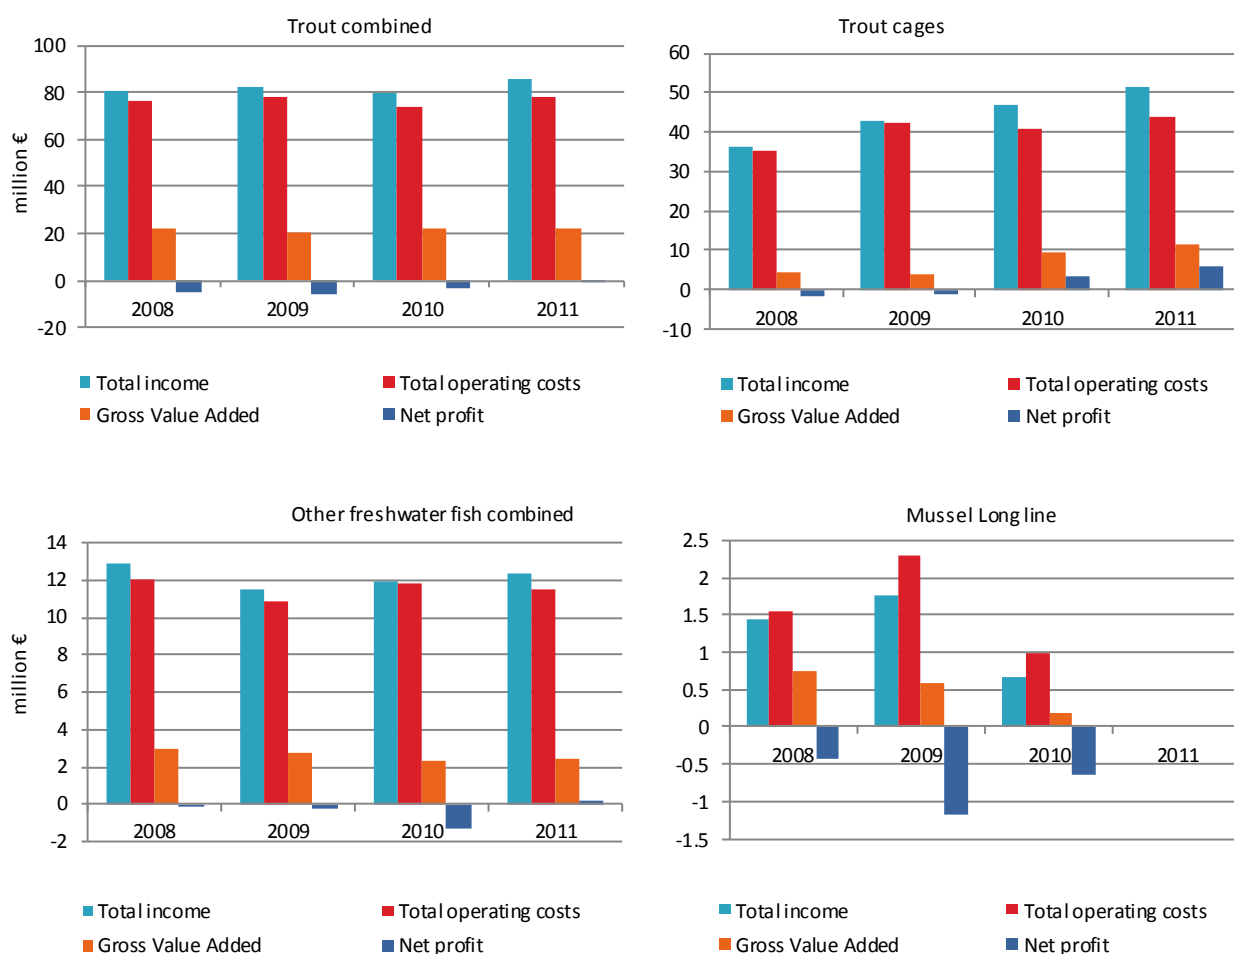 Trout combined
100
80
60
40
20
0
-20
million €
2008 2009 2010 2011
Total income Total operating costs
Gross Value Added Net profit
Trout cages
60
50
40
30
20
10
0
-10
2008 2009 2010 2011
Total income Total operating costs
Gross Value Added Net profit
Other freshwater fish combined
14
12
10
8
6
4
2
0
-2
million €
2008 2009 2010 2011
Total income Total operating costs
Gross Value Added Net profit
Mussel Long line
2.5
2
1.5
1
0.5
0
-0.5
-1
-1.5
2008 2009 2010 2011
Total income Total operating costs
Gross Value Added Net profit